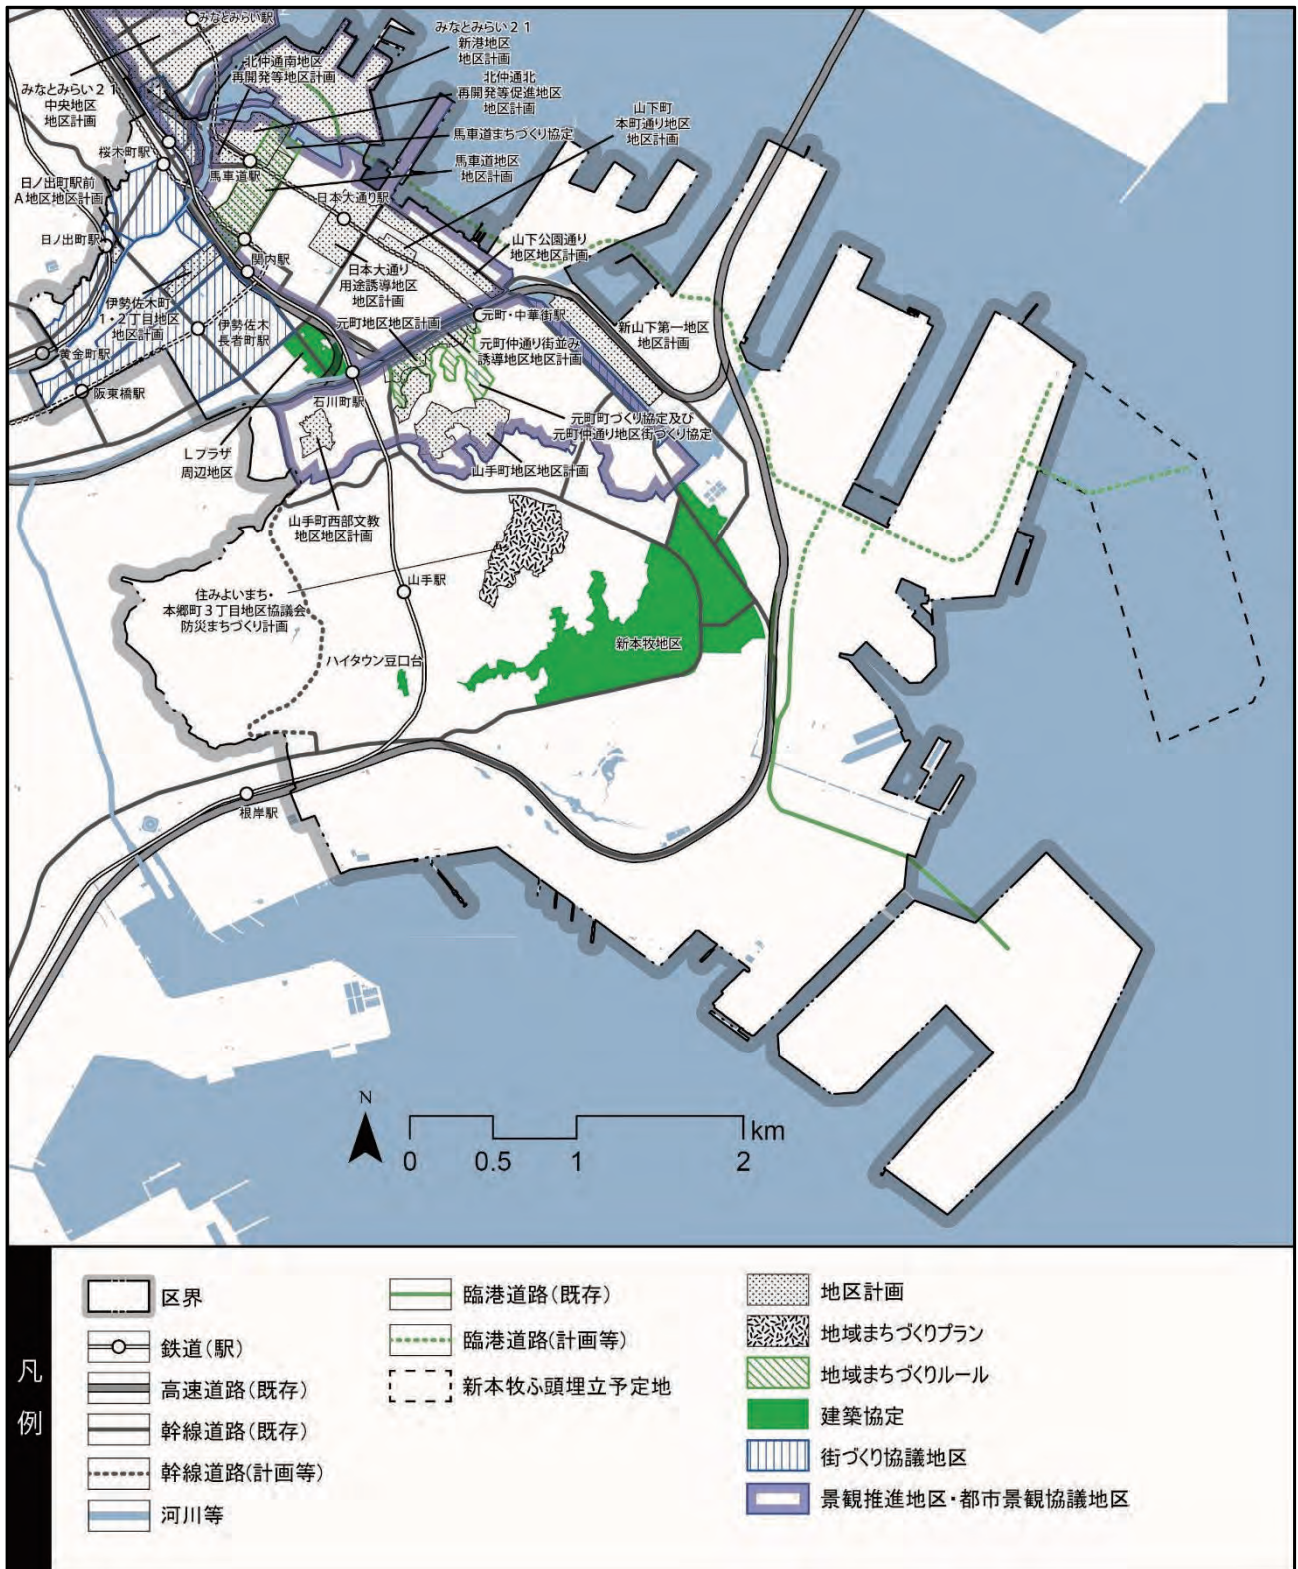 みなとみらい駅
みなとみらい21
新港地区
地区計画
北仲通南地区
再開発等地区計画
みなとみらい21
中央地区
地区計画
北仲通北
再開発等促進地区
地区計画
山下町
本町通り地区
地区計画
馬車道まちづくり協定
桜木町駅
馬車道駅
馬車道地区
地区計画
日ノ出町駅前
A地区地区計画
日本大通り駅
日ノ出町駅
関内駅
山下公園通り
地区地区計画
日本大通り
用途誘導地区
地区計画
伊勢佐木町
1・2丁目地区
地区計画
伊勢佐木
長者町駅
元町地区地区計画
元町・中華街駅
新山下第一地区
地区計画
黄金町駅
元町仲通り街並み
誘導地区地区計画
阪東橋駅
石川町駅
元町町づくり協定及び
元町仲通り地区街づくり協定
Lプラザ
周辺地区
山手町地区地区計画
山手町西部文教
地区地区計画
山手駅
住みよいまち・
本郷町3丁目地区協議会
防災まちづくり計画
新本牧地区
ハイタウン豆口台
根岸駅
N
km
0 0.5 1 2
凡例
区界
鉄道(駅)
高速道路(既存)
幹線道路(既存)
幹線道路(計画等)
河川等
臨港道路(既存)
臨港道路(計画等)
新本牧ふ頭埋立予定地
地区計画
地域まちづくりプラン
地域まちづくりルール
建築協定
街づくり協議地区
景観推進地区・都市景観協議地区